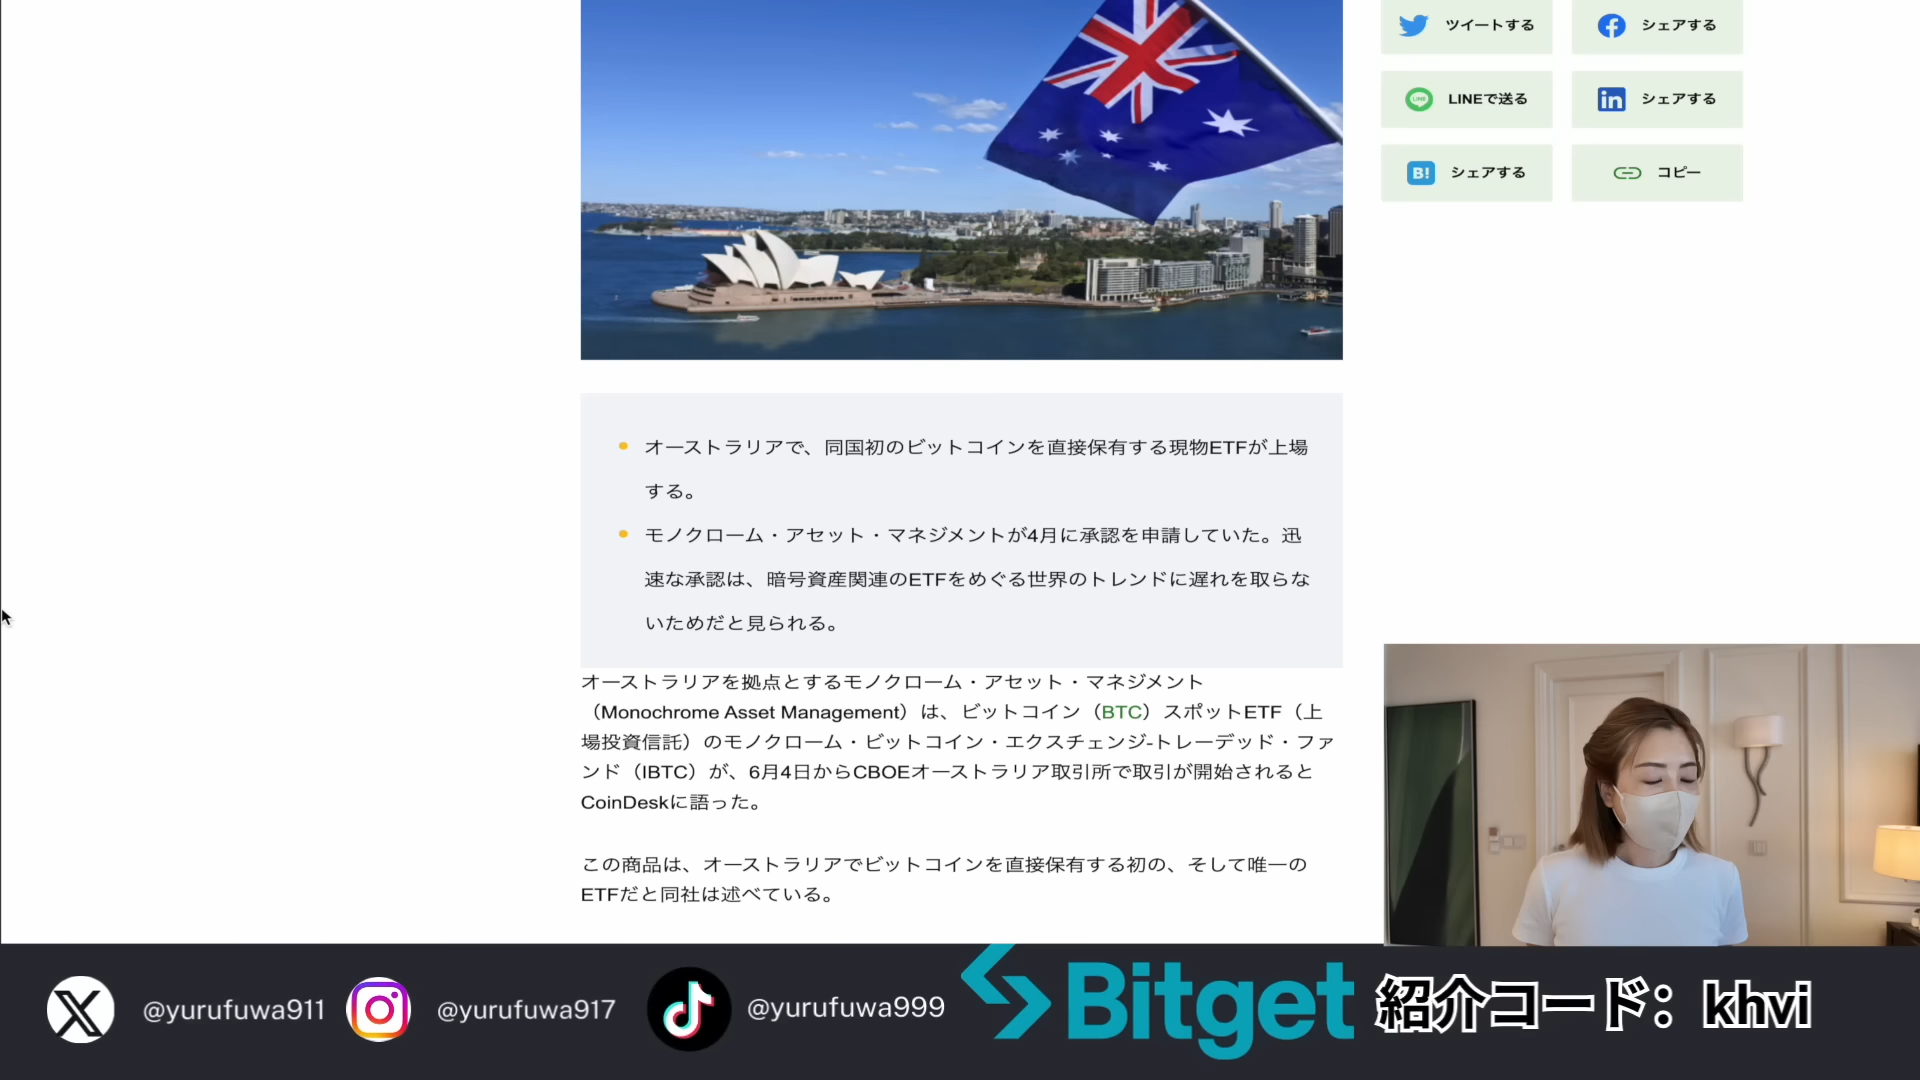 ツイートする
シェアする
LINEで送る
シェアする
B! シェアする
コピー
オーストラリアで、同国初のビットコインを直接保有する現物ETFが上場
する。
モノクローム・アセット・マネジメントが4月に承認を申請していた。迅
速な承認は、暗号資産関連のETFをめぐる世界のトレンドに遅れを取らな
いためだと見られる。
オーストラリアを拠点とするモノクローム・アセット・マネジメント
（Monochrome Asset Management）は、ビットコイン（BTC）スポットETF（上
場投資信託）のモノクローム・ビットコイン・エクスチェンジ-トレーデッド・ファ
ンド（IBTC）が、6月4日からCBOEオーストラリア取引所で取引が開始されると
CoinDeskに語った。
この商品は、オーストラリアでビットコインを直接保有する初の、そして唯一の
ETFだと同社は述べている。
@yurufuwa911
@yurufuwa917
@yurufuwa999
Bitget
紹介コード：khvi